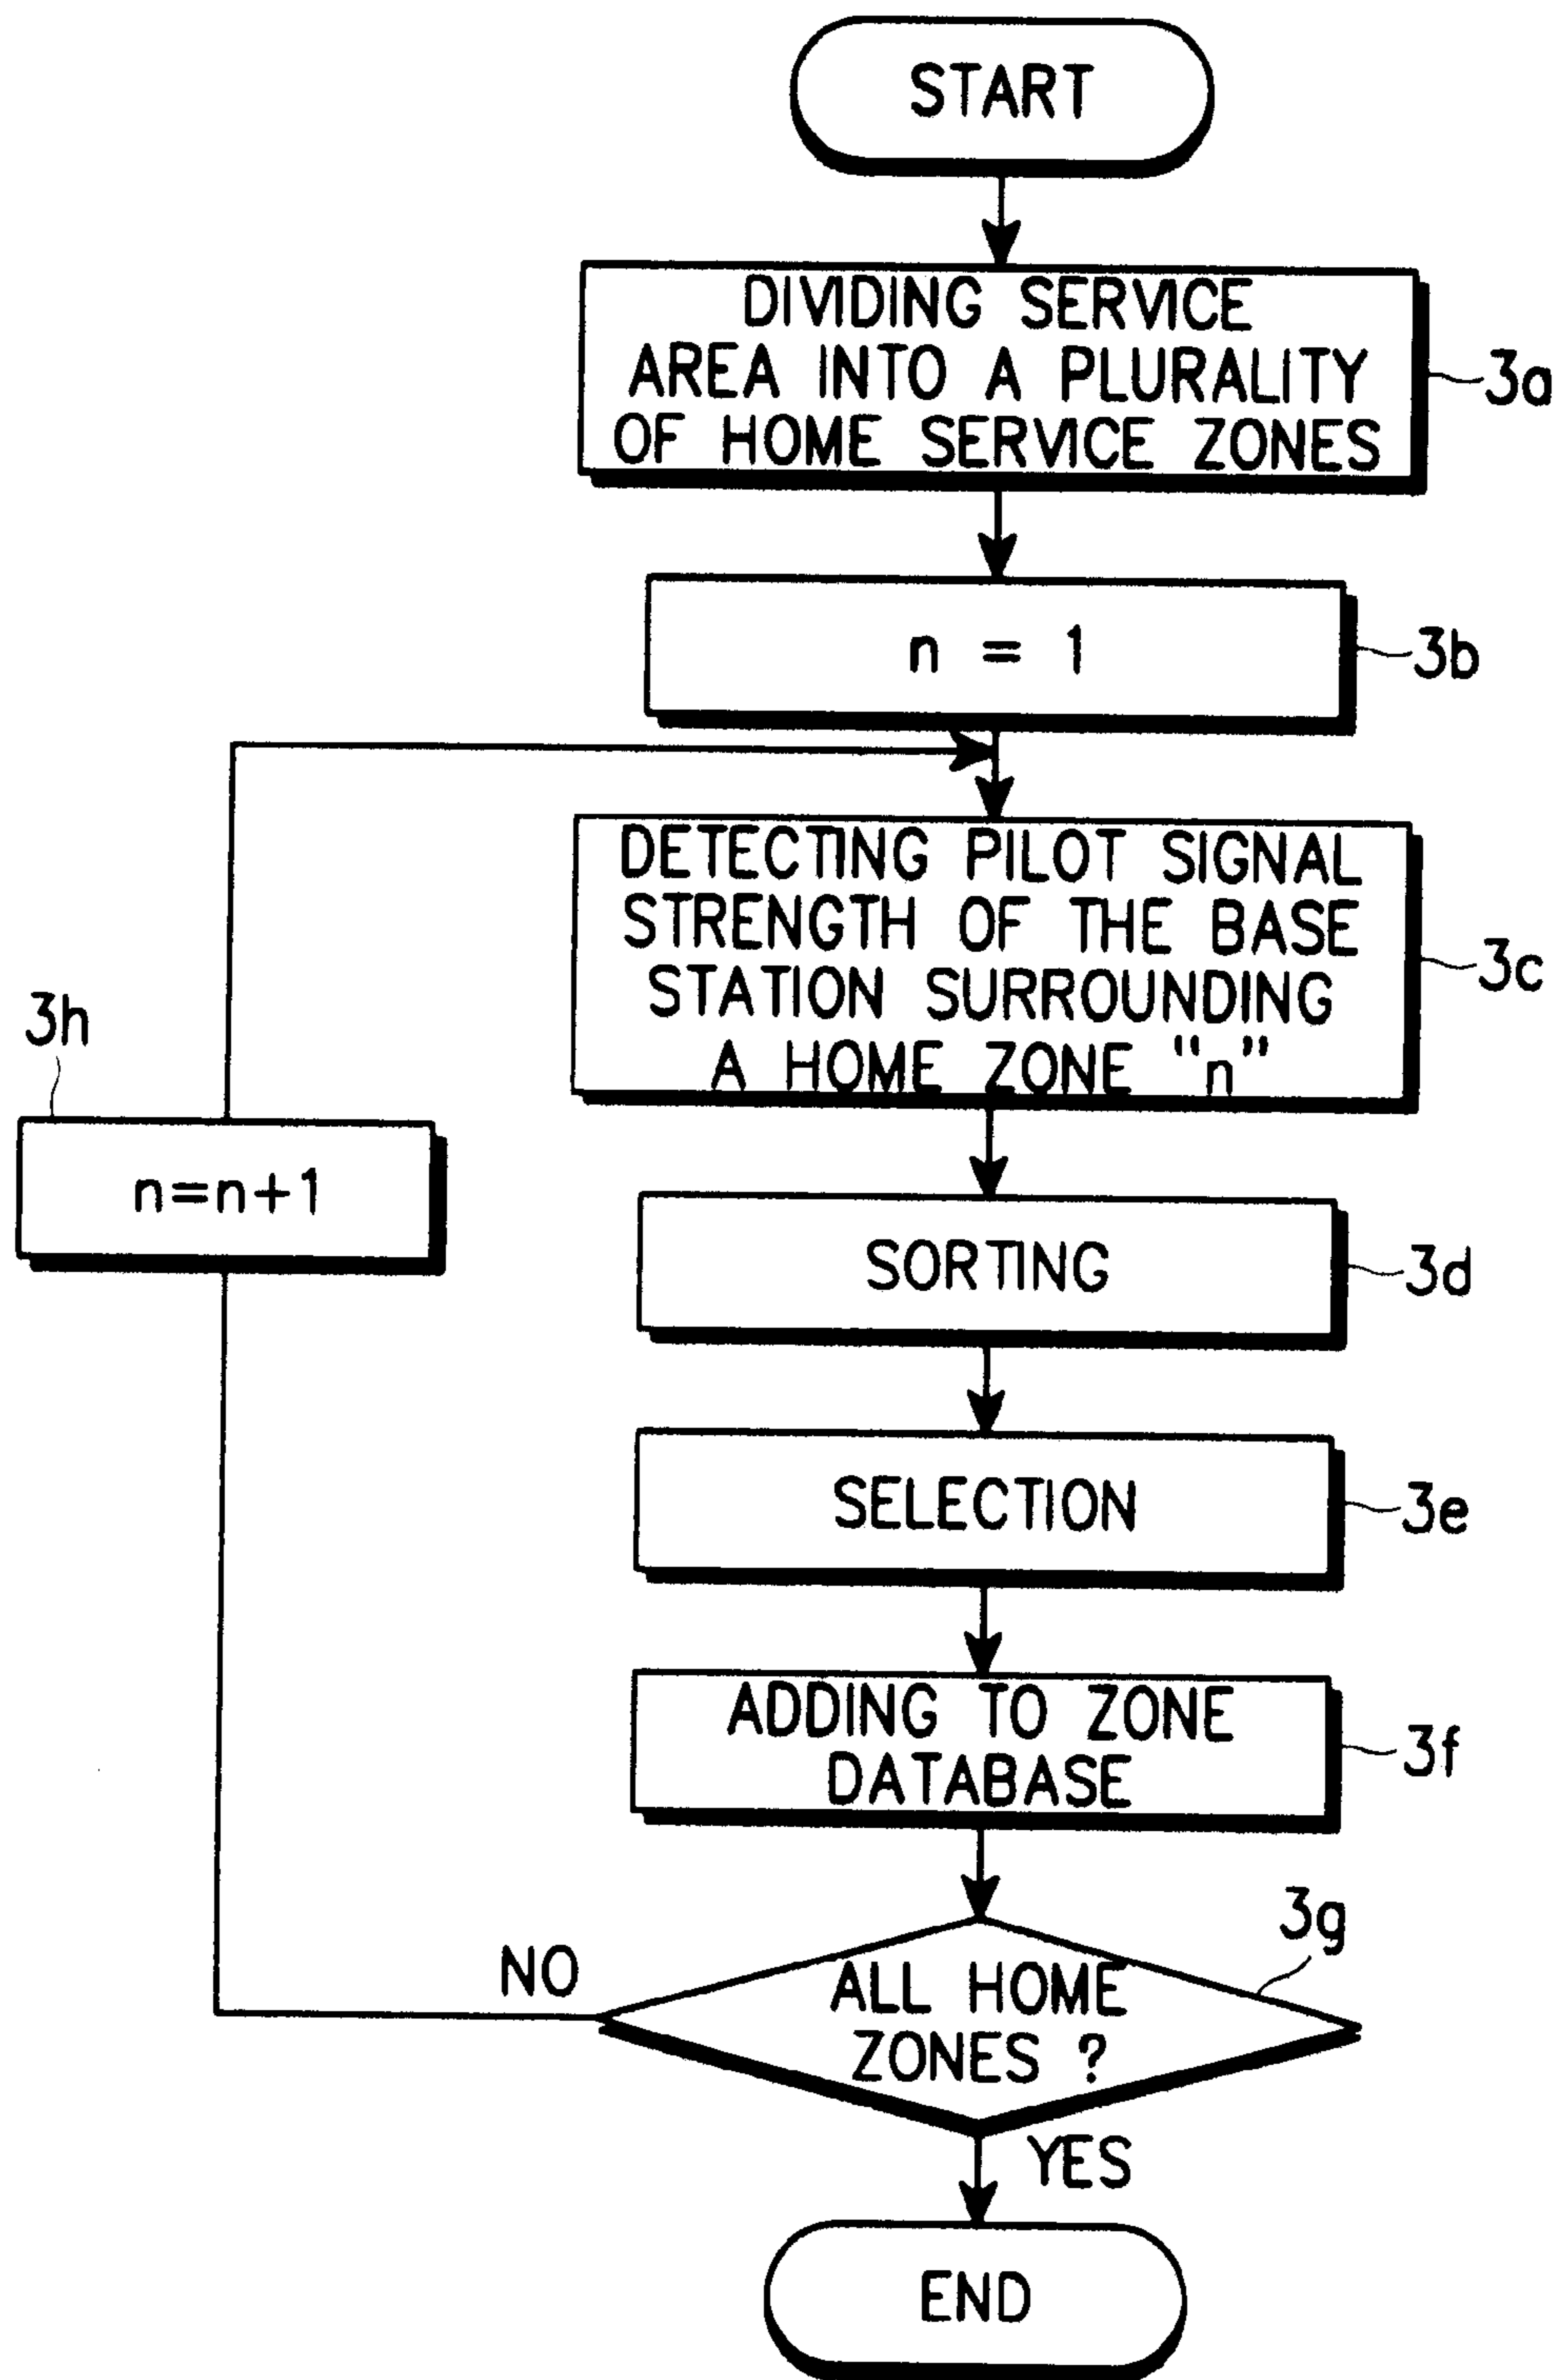 START
DIVIDING SERVICE
AREA INTO A PLURALITY
OF HOME SERVICE ZONES
3a
n = 1
3b
DETECTING PILOT SIGNAL
STRENGTH OF THE BASE
STATION SURROUNDING
A HOME ZONE "n"
3c
3h
n=n+1
SORTING
3d
SELECTION
3e
ADDING TO ZONE
DATABASE
3f
3g
NO
ALL HOME
ZONES ?
YES
END